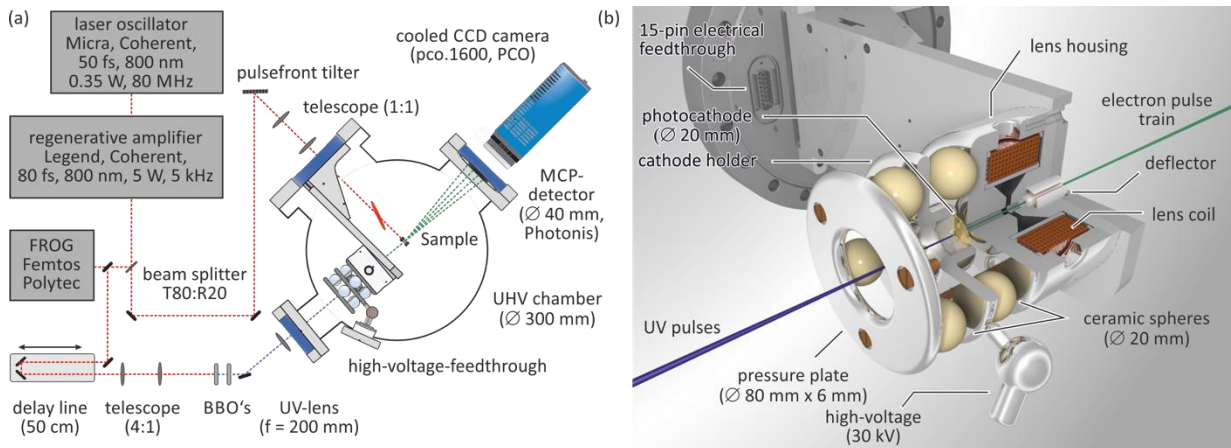 (a)
laser oscillator
Micra, Coherent,
50 fs, 800 nm
0.35 W, 80 MHz
regenerative amplifier
Legend, Coherent,
80 fs, 800 nm, 5 W, 5 kHz
FROG
Femtos
Polytec
beam splitter
T80:R20
pulsefront tilter
telescope (1:1)
cooled CCD camera
(pco.1600, PCO)
MCP-
detector
(Ø 40 mm,
Photonis)
Sample
UHV chamber
(Ø 300 mm)
high-voltage-feedthrough
delay line
(50 cm)
telescope
(4:1)
BBO‘s
UV-lens
(f = 200 mm)
(b)
15-pin electrical
feedthrough
photocathode
(Ø 20 mm)
cathode holder
lens housing
electron pulse
train
deflector
lens coil
UV pulses
ceramic spheres
(Ø 20 mm)
pressure plate
(Ø 80 mm x 6 mm)
high-voltage
(30 kV)